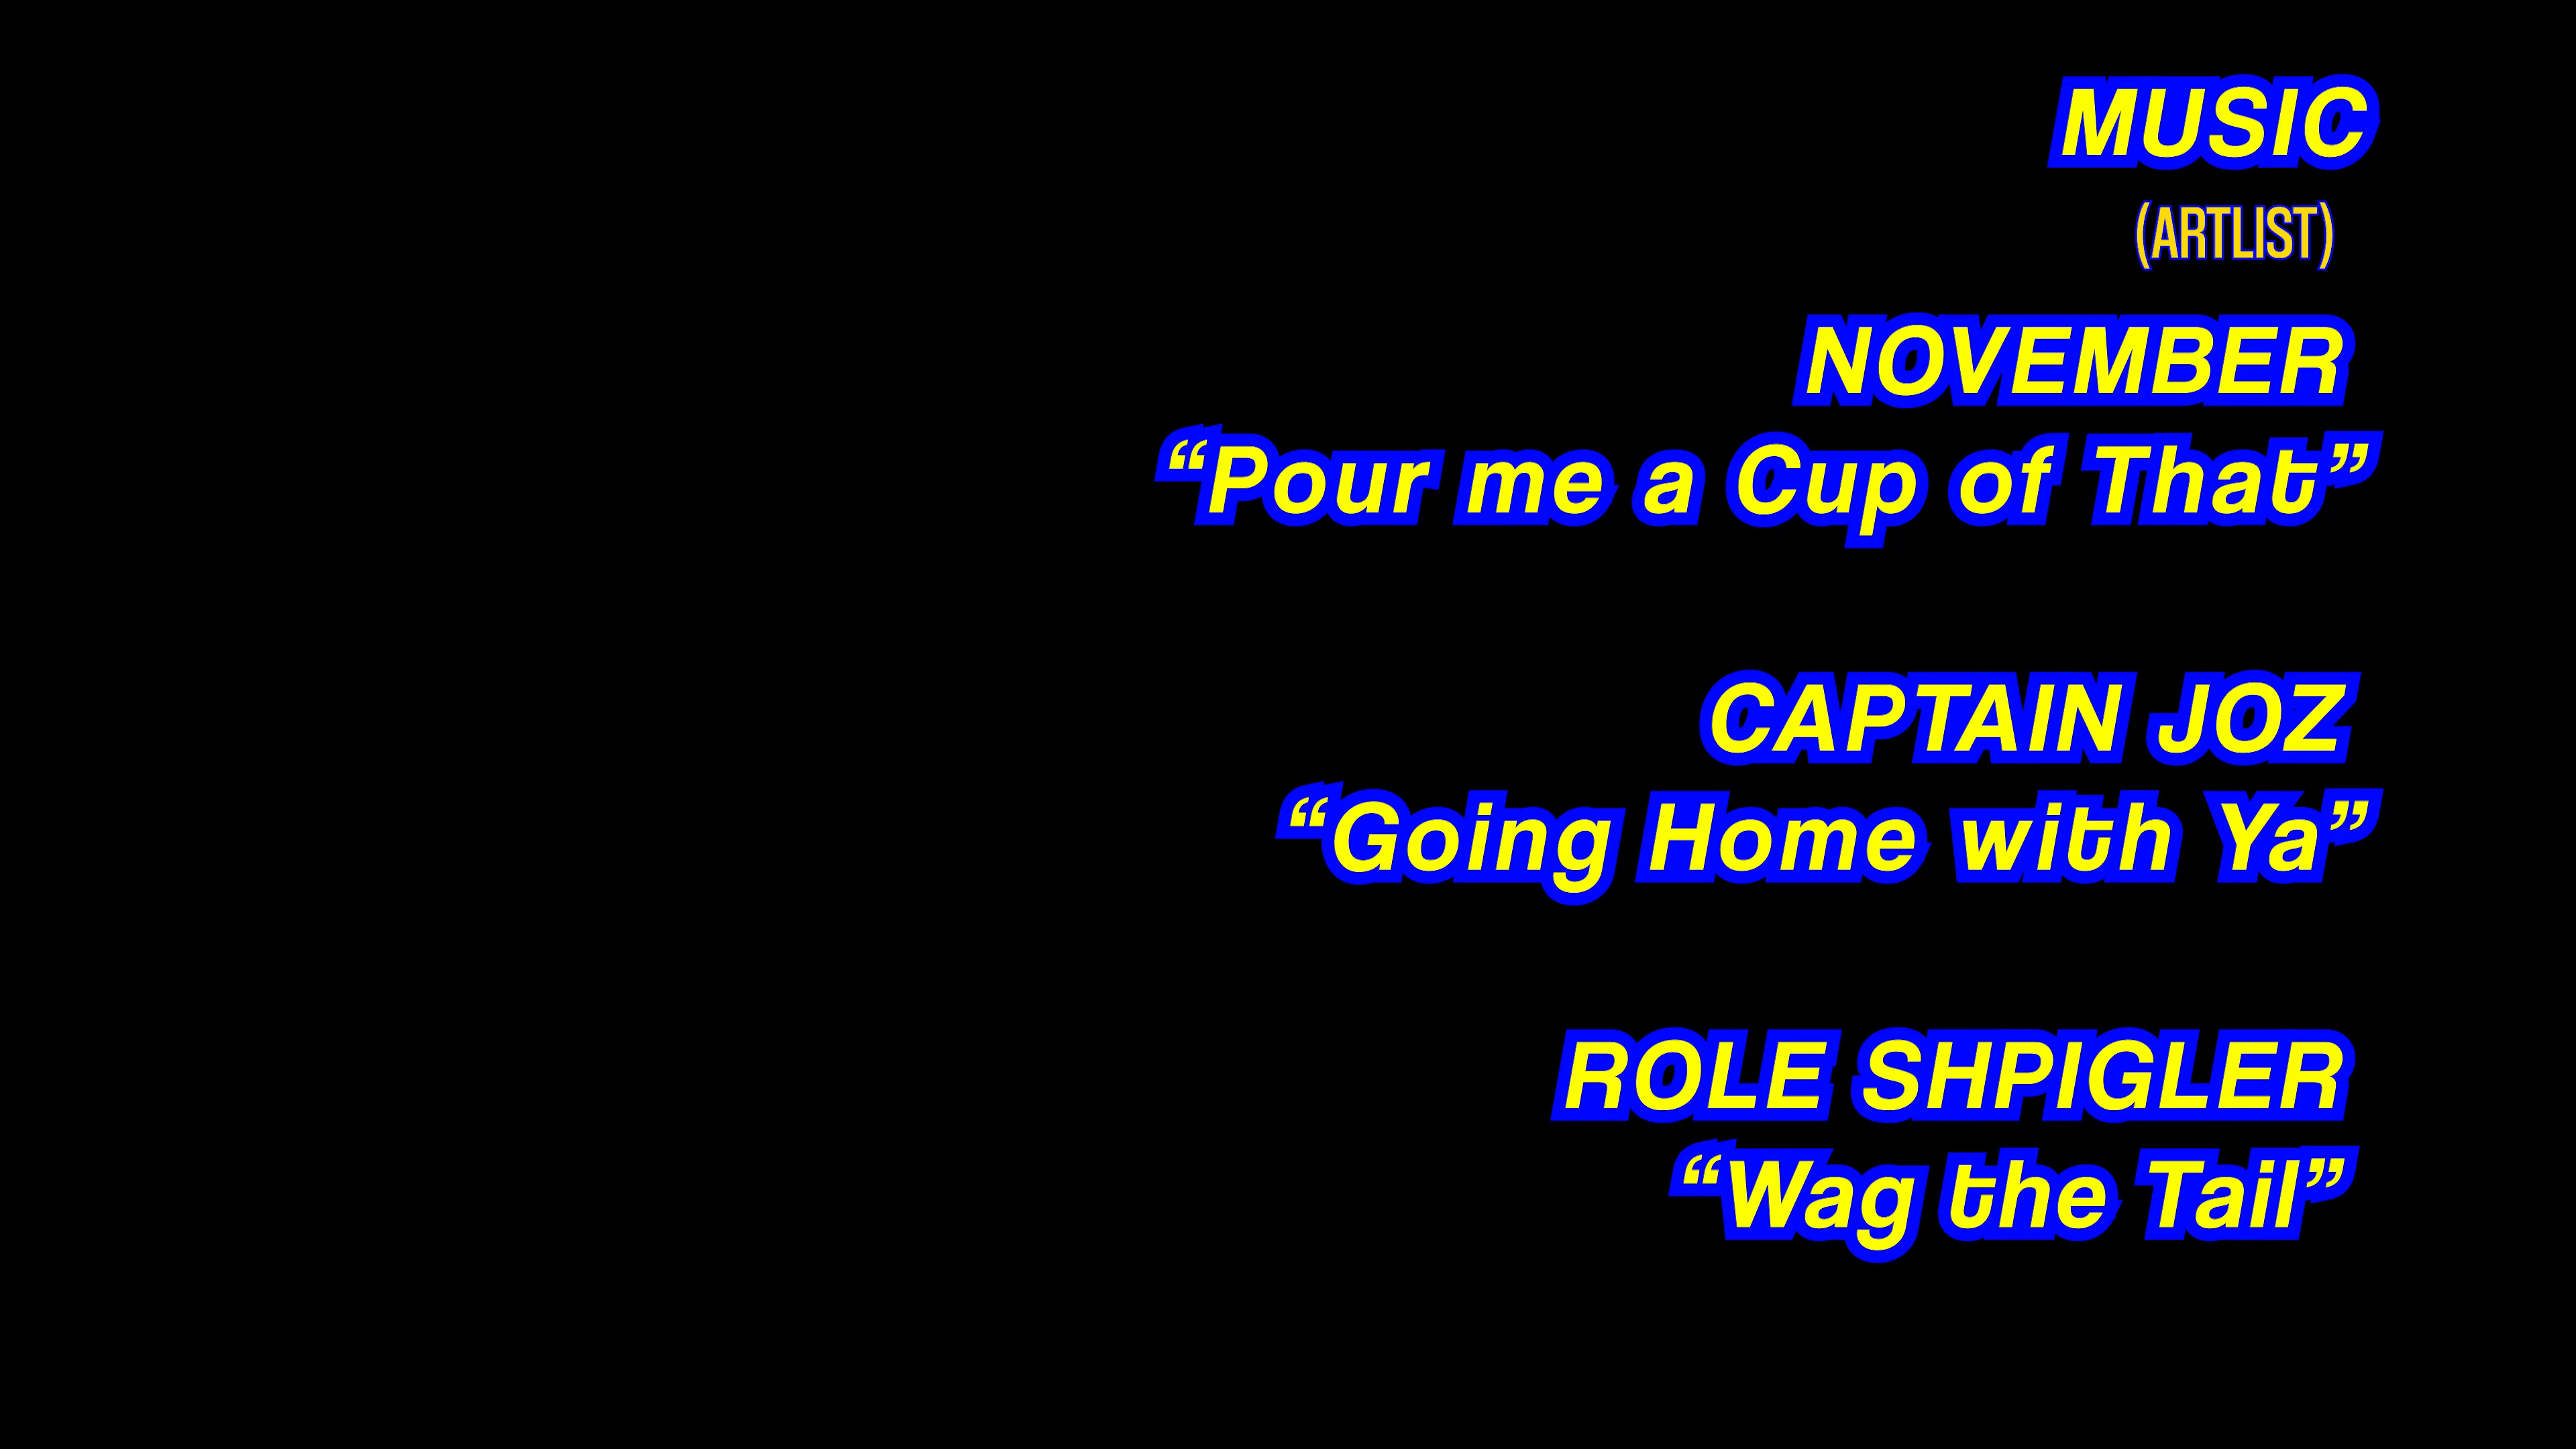 MUSIC
(ARTLIST)
NOVEMBER
“Pour me a Cup of That”
CAPTAIN JOZ
“Going Home with Ya”
ROLE SHPIGLER
“Wag the Tail”